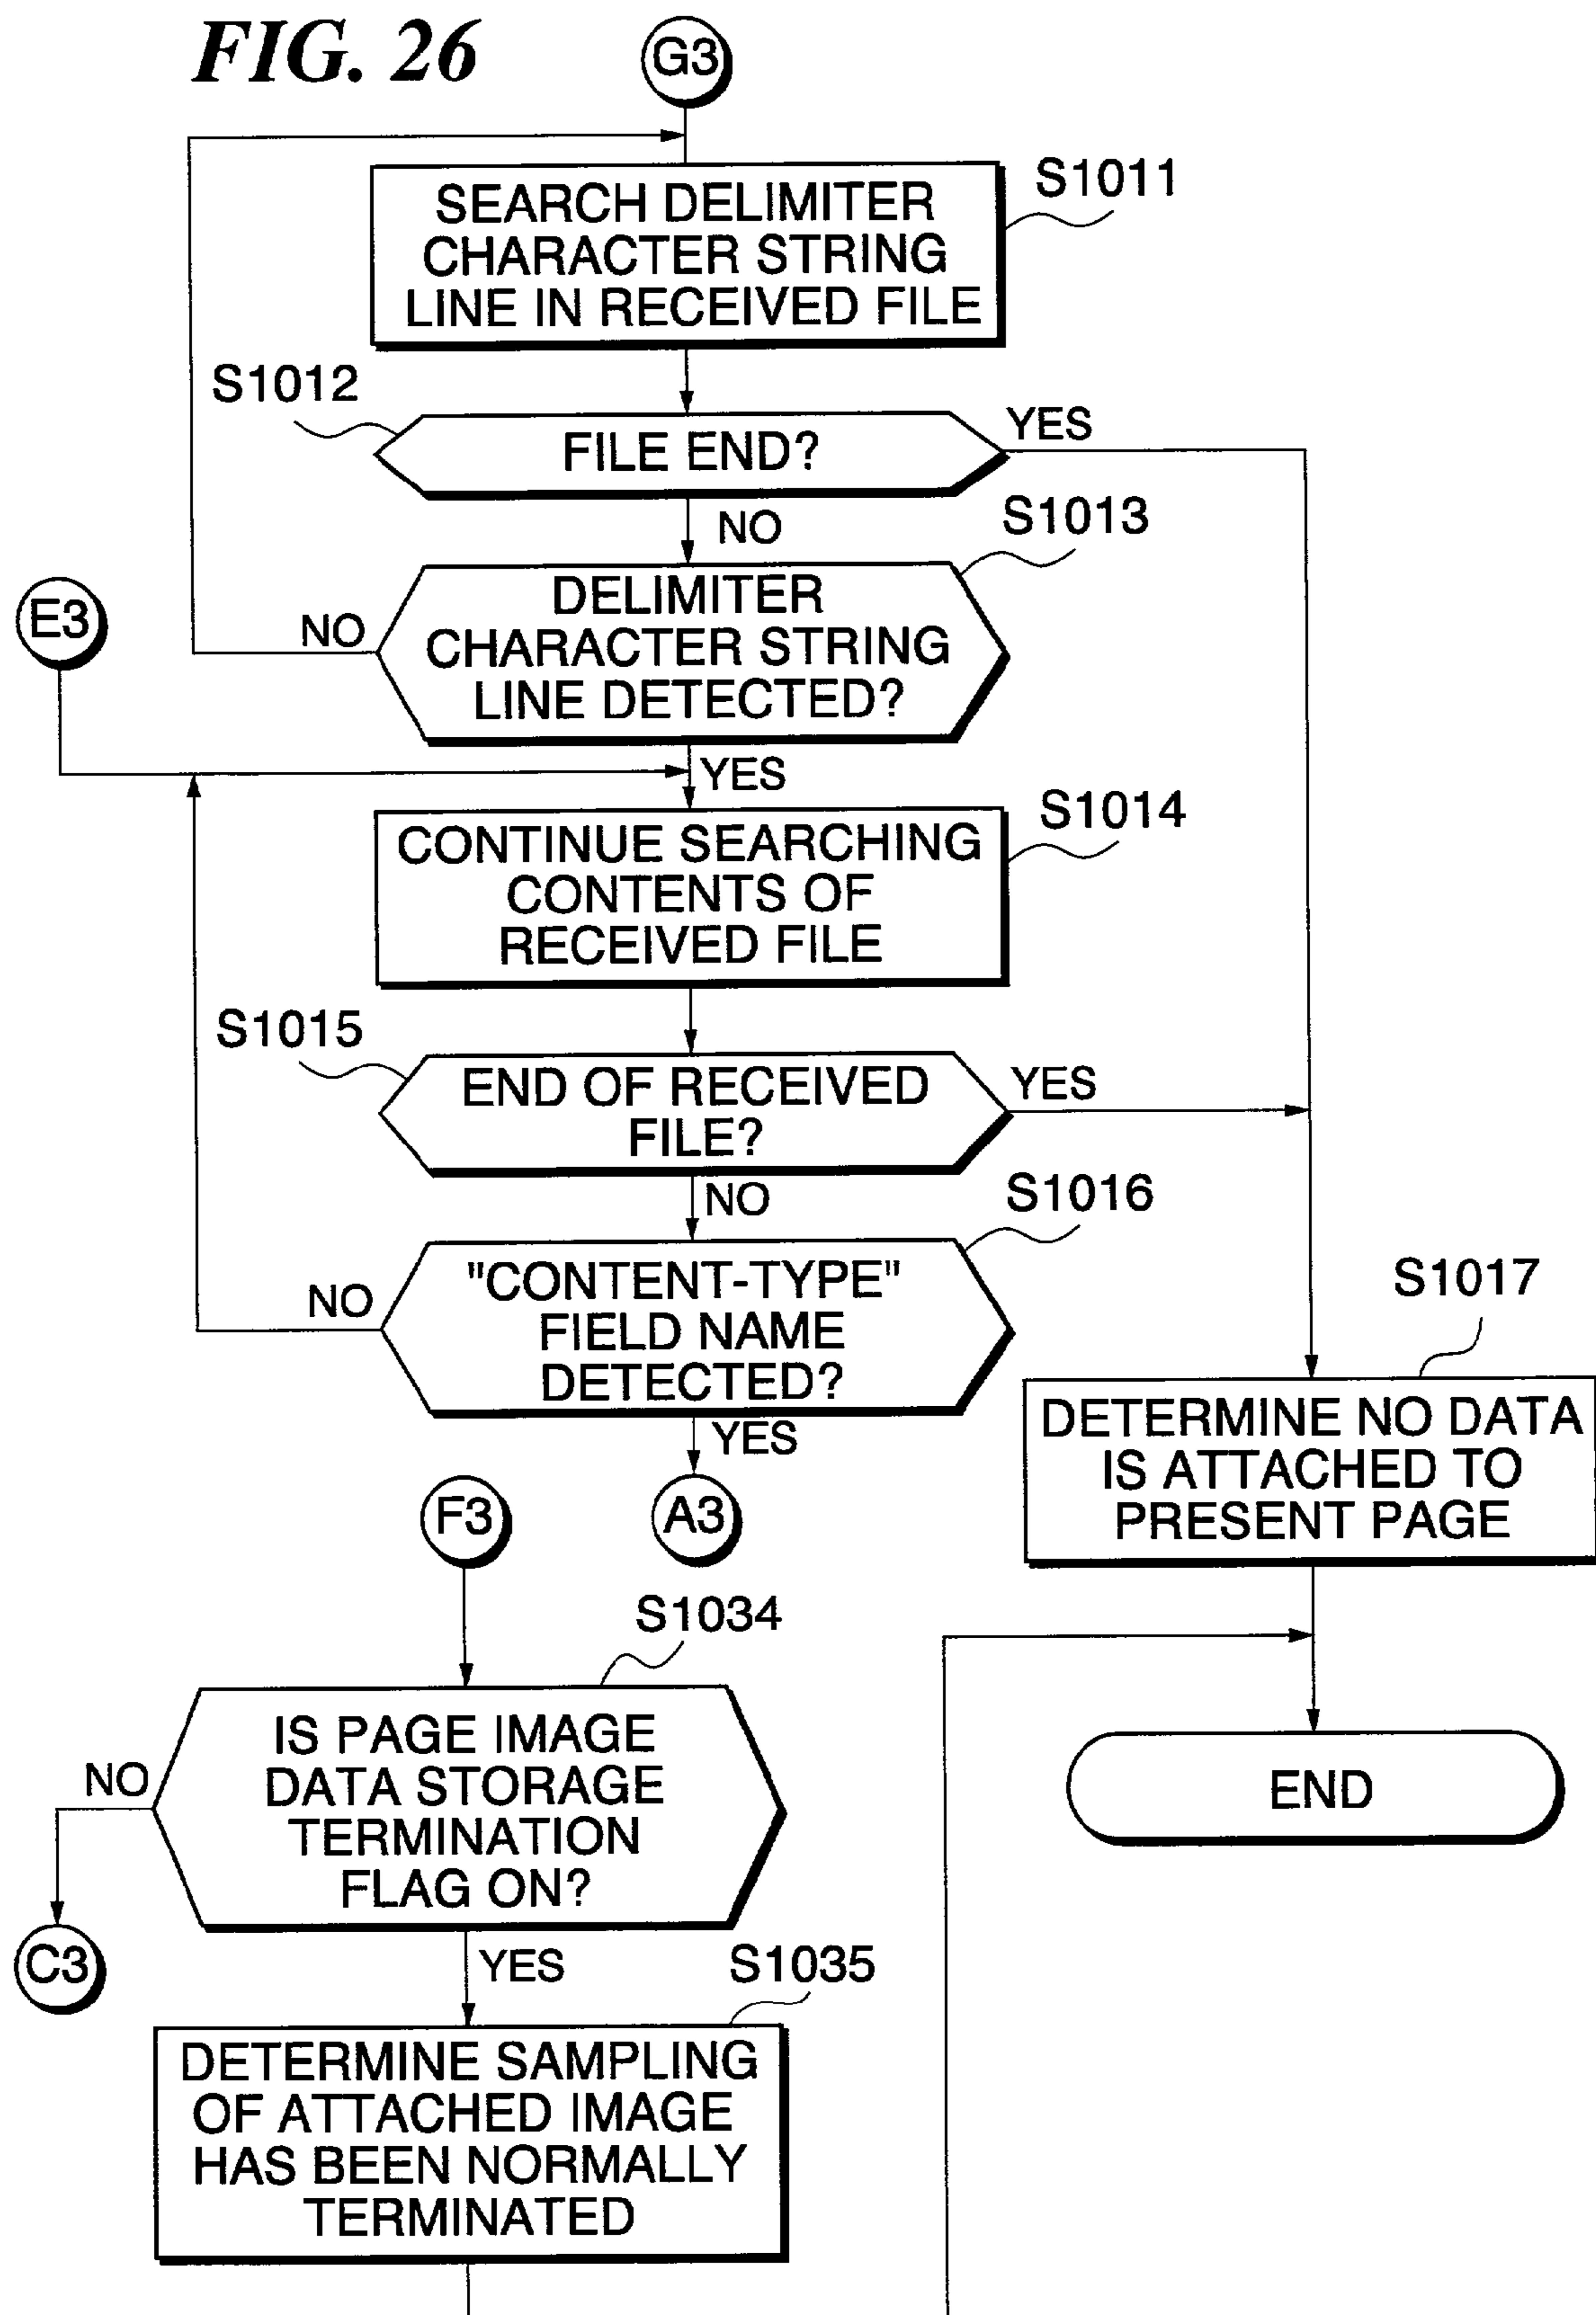 FIG. 26
G3
S1011
SEARCH DELIMITER
CHARACTER STRING
LINE IN RECEIVED FILE
S1012
FILE END?
YES
NO
S1013
E3
NO
DELIMITER
CHARACTER STRING
LINE DETECTED?
YES
S1014
CONTINUE SEARCHING
CONTENTS OF
RECEIVED FILE
S1015
END OF RECEIVED
FILE?
YES
NO
S1016
"CONTENT-TYPE"
FIELD NAME
DETECTED?
NO
YES
A3
S1017
DETERMINE NO DATA
IS ATTACHED TO
PRESENT PAGE
END
F3
S1034
IS PAGE IMAGE
DATA STORAGE
TERMINATION
FLAG ON?
NO
C3
YES
S1035
DETERMINE SAMPLING
OF ATTACHED IMAGE
HAS BEEN NORMALLY
TERMINATED